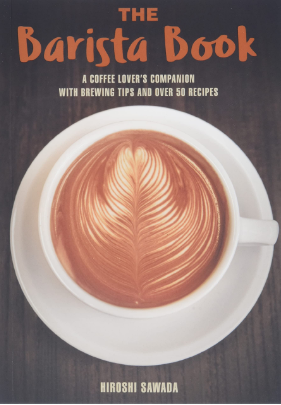 THE
Barista Book
A COFFEE LOVER'S COMPANION
WITH BREWING TIPS AND OVER 50 RECIPES
HIROSHI SAWADA